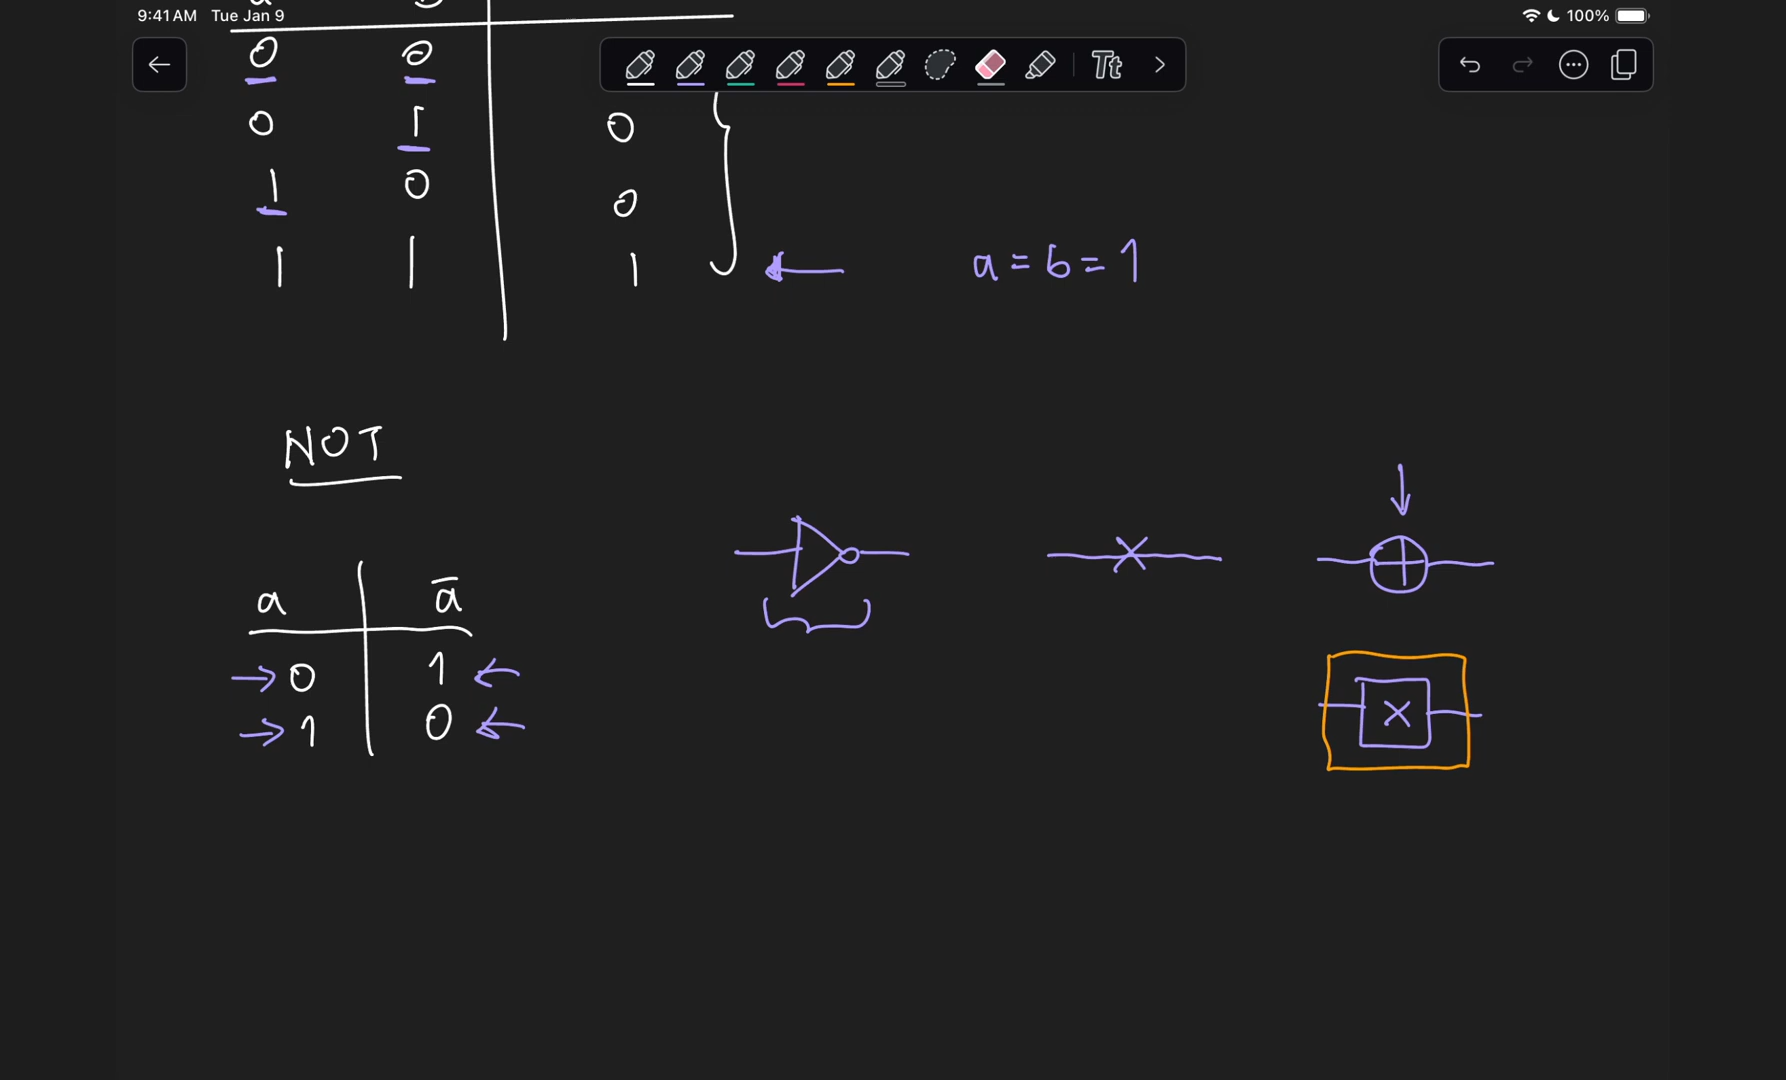 9:41 AM Tue Jan 9
100%
Tt
0 0
0 1 0
1 0 0
1 1 1
a = b = 1
NOT
a a̅
0 1
1 0
X